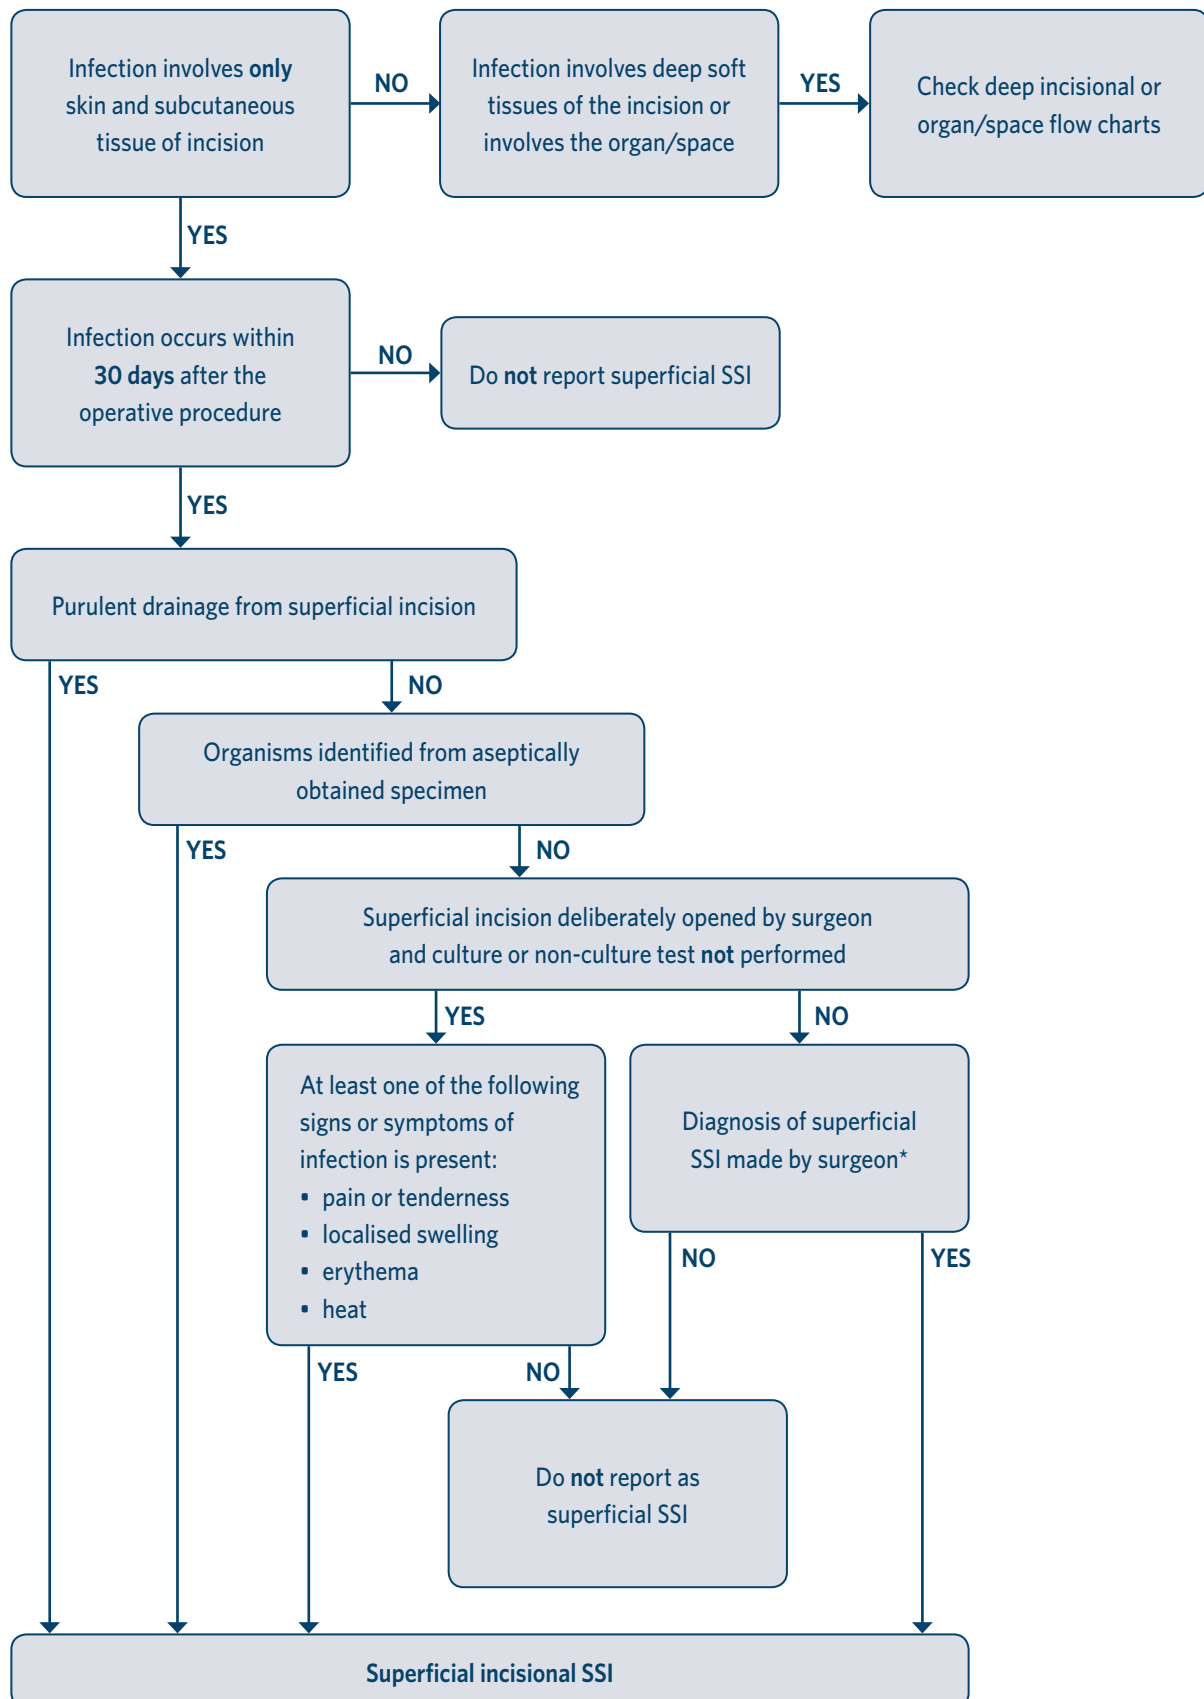 Infection involves only
skin and subcutaneous
tissue of incision
NO
Infection involves deep soft
tissues of the incision or
involves the organ/space
YES
Check deep incisional or
organ/space flow charts
YES
Infection occurs within
30 days after the
operative procedure
NO
Do not report superficial SSI
YES
Purulent drainage from superficial incision
YES
NO
Organisms identified from aseptically
obtained specimen
YES
NO
Superficial incision deliberately opened by surgeon
and culture or non-culture test not performed
YES
NO
At least one of the following
signs or symptoms of
infection is present:
• pain or tenderness
• localised swelling
• erythema
• heat
Diagnosis of superficial
SSI made by surgeon*
NO
YES
YES
NO
Do not report as
superficial SSI
Superficial incisional SSI